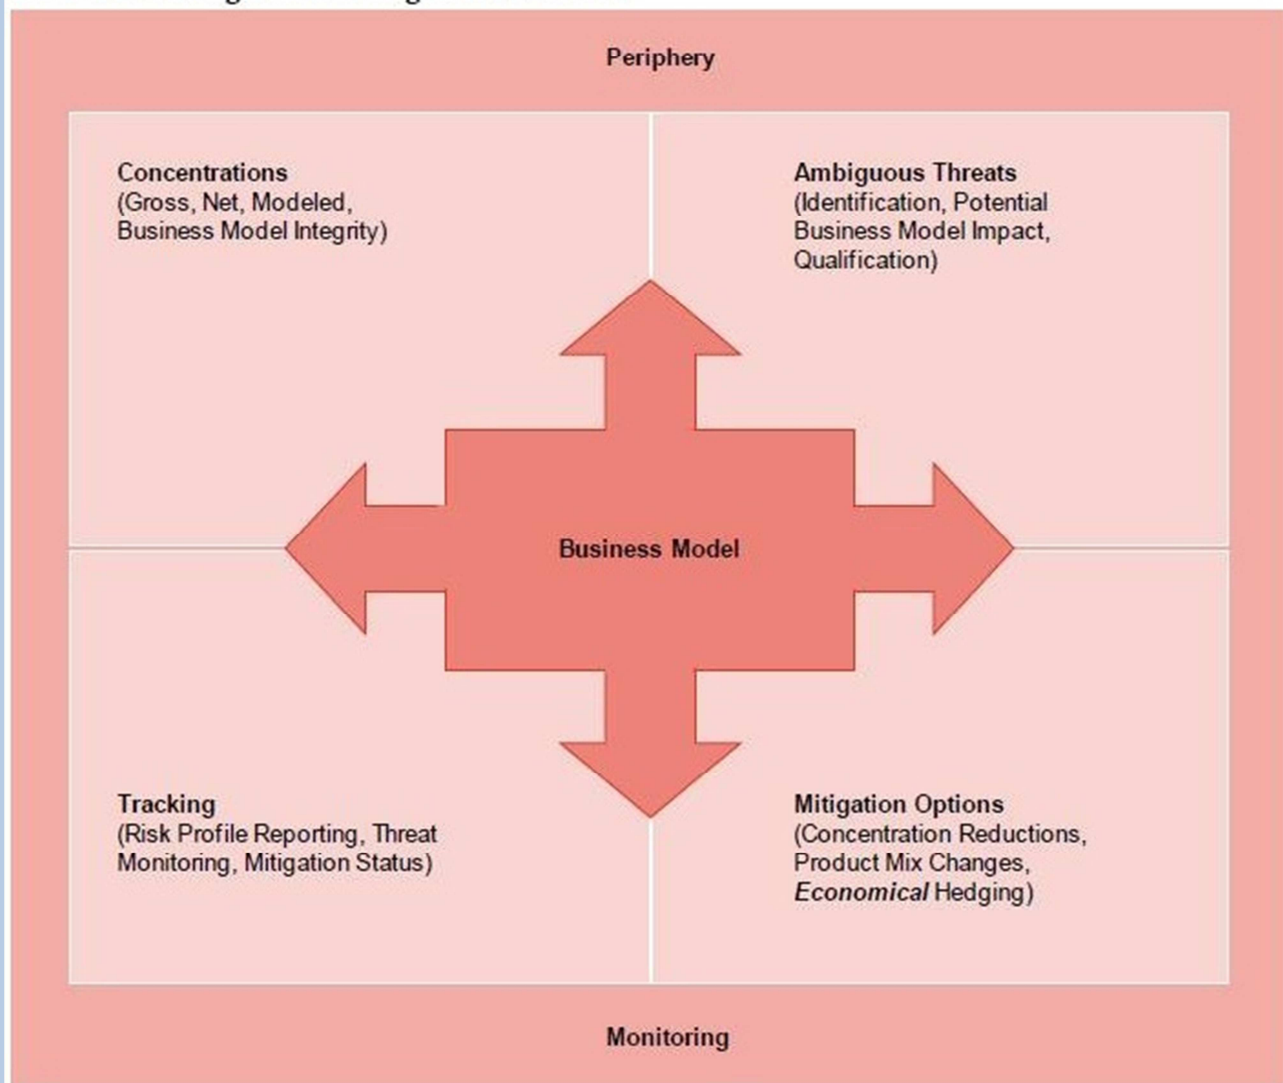 Periphery
Concentrations
(Gross, Net, Modeled,
Business Model Integrity)
Ambiguous Threats
(Identification, Potential
Business Model Impact,
Qualification)
Business Model
Tracking
(Risk Profile Reporting, Threat
Monitoring, Mitigation Status)
Mitigation Options
(Concentration Reductions,
Product Mix Changes,
Economical Hedging)
Monitoring